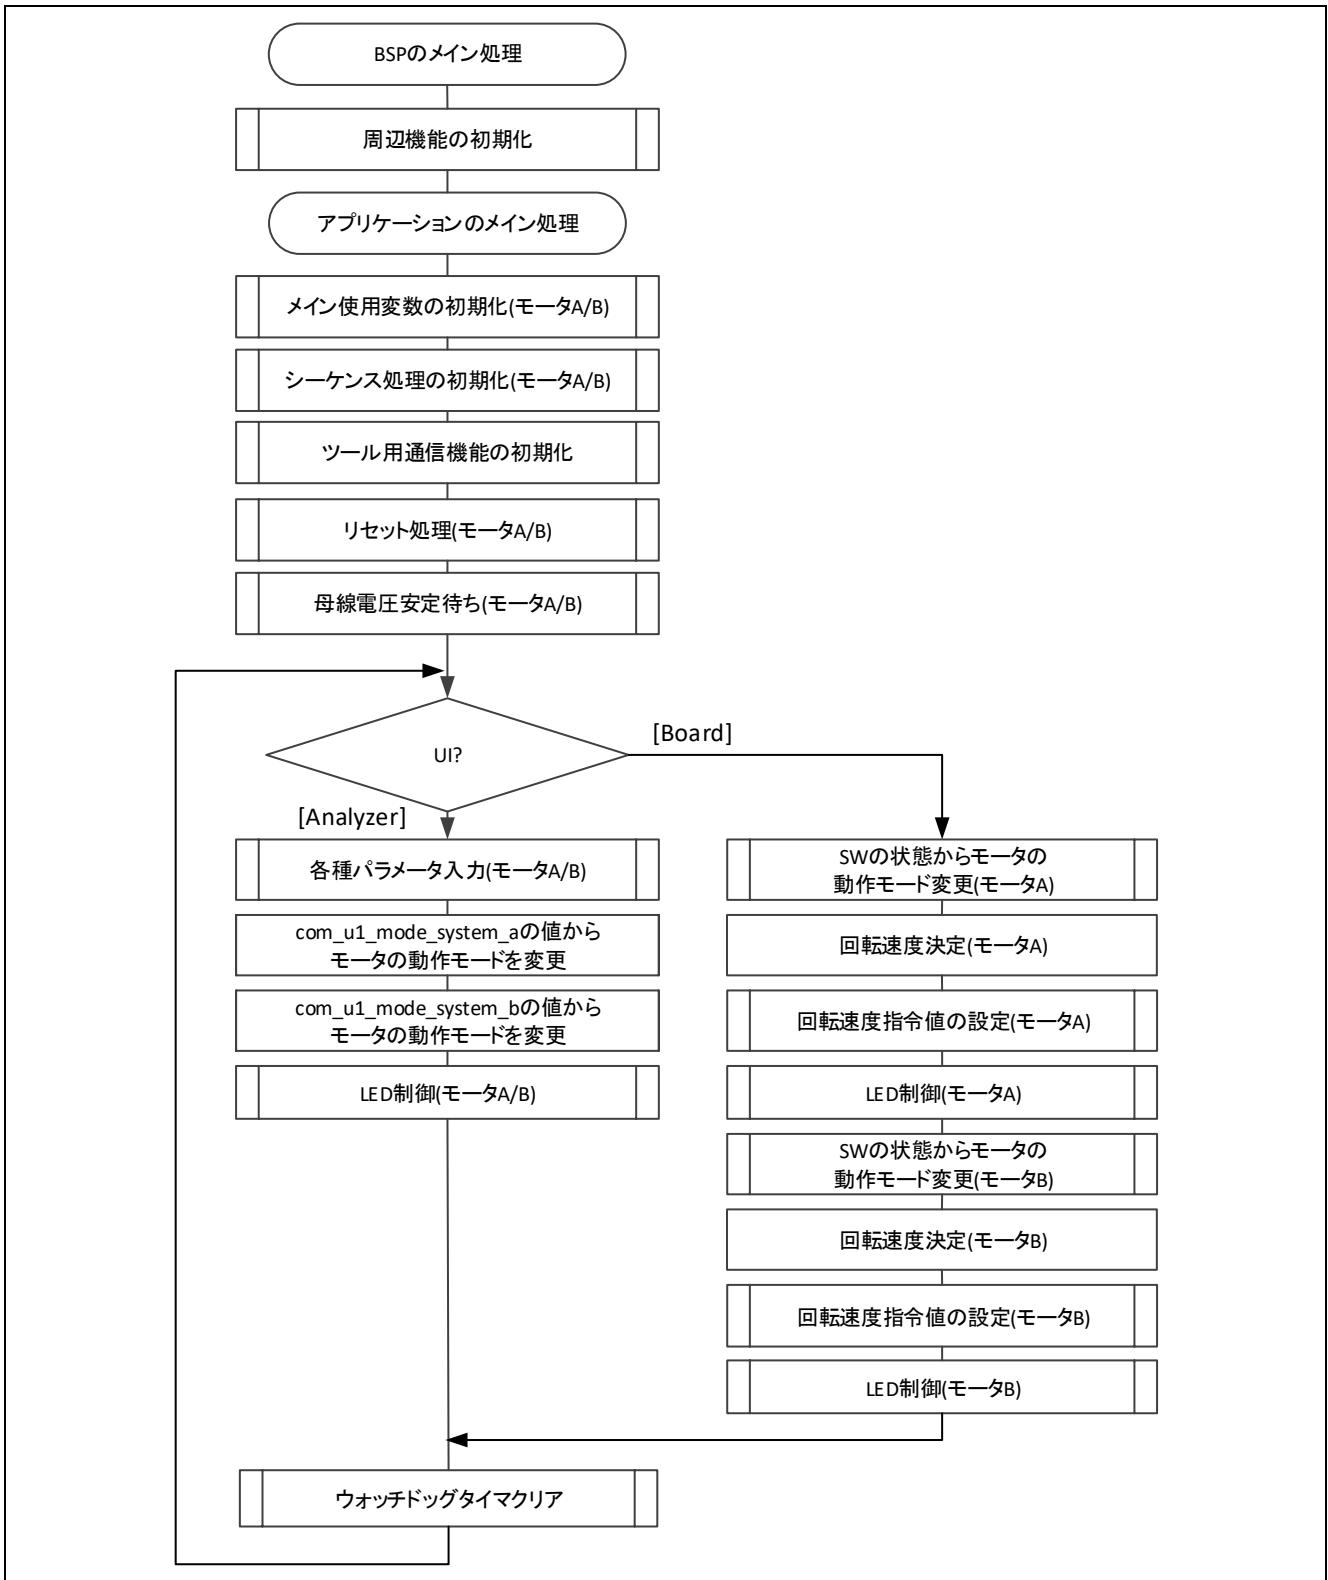 BSPのメイン処理
周辺機能の初期化
アプリケーションのメイン処理
メイン使用変数の初期化(モータA/B)
シーケンス処理の初期化(モータA/B)
ツール用通信機能の初期化
リセット処理(モータA/B)
母線電圧安定待ち(モータA/B)
UI?
[Board]
[Analyzer]
各種パラメータ入力(モータA/B)
com_u1_mode_system_aの値から
モータの動作モードを変更
com_u1_mode_system_bの値から
モータの動作モードを変更
LED制御(モータA/B)
SWの状態からモータの
動作モード変更(モータA)
回転速度決定(モータA)
回転速度指令値の設定(モータA)
LED制御(モータA)
SWの状態からモータの
動作モード変更(モータB)
回転速度決定(モータB)
回転速度指令値の設定(モータB)
LED制御(モータB)
ウォッチドッグタイマクリア